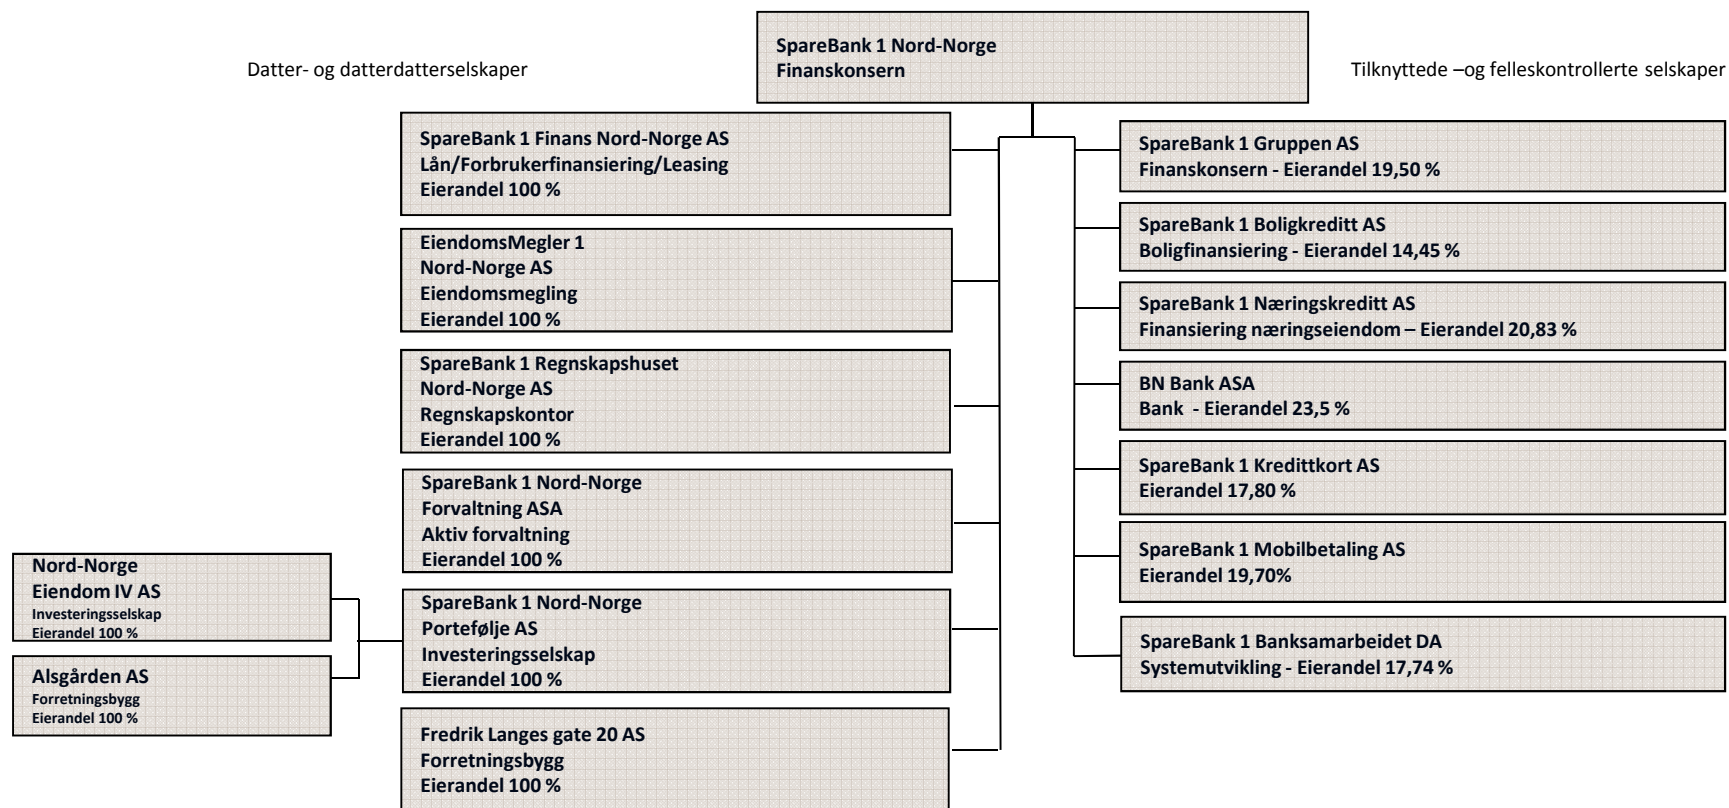 SpareBank 1 Nord-Norge
Finanskonsern
Datter- og datterdatterselskaper
Tilknyttede –og felleskontrollerte selskaper
SpareBank 1 Finans Nord-Norge AS
Lån/Forbrukerfinansiering/Leasing
Eierandel 100 %
EiendomsMegler 1
Nord-Norge AS
Eiendomsmegling
Eierandel 100 %
SpareBank 1 Regnskapshuset
Nord-Norge AS
Regnskapskontor
Eierandel 100 %
SpareBank 1 Nord-Norge
Forvaltning ASA
Aktiv forvaltning
Eierandel 100 %
SpareBank 1 Nord-Norge
Portefølje AS
Investeringsselskap
Eierandel 100 %
Nord-Norge
Eiendom IV AS
Investeringsselskap
Eierandel 100 %
Alsgården AS
Forretningsbygg
Eierandel 100 %
Fredrik Langes gate 20 AS
Forretningsbygg
Eierandel 100 %
SpareBank 1 Gruppen AS
Finanskonsern - Eierandel 19,50 %
SpareBank 1 Boligkreditt AS
Boligfinansiering - Eierandel 14,45 %
SpareBank 1 Næringskreditt AS
Finansiering næringseiendom – Eierandel 20,83 %
BN Bank ASA
Bank - Eierandel 23,5 %
SpareBank 1 Kredittkort AS
Eierandel 17,80 %
SpareBank 1 Mobilbetaling AS
Eierandel 19,70%
SpareBank 1 Banksamarbeidet DA
Systemutvikling - Eierandel 17,74 %